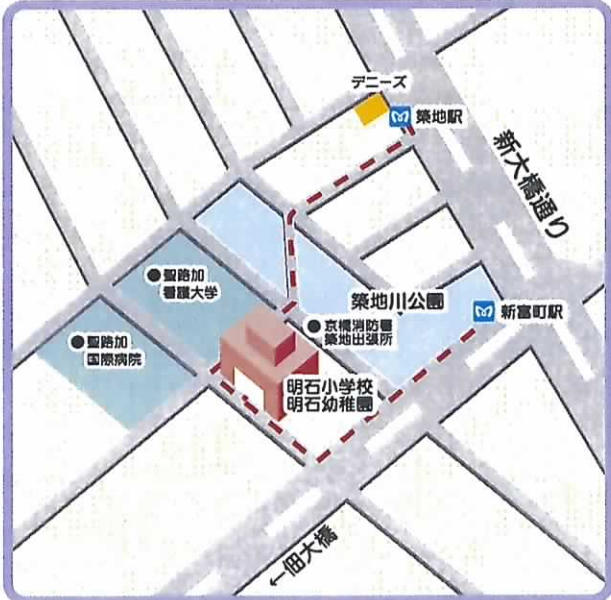 デニーズ
築地駅
新大橋通り
●聖路加
看護大学
築地川公園
新富町駅
●京橋消防署
築地出張所
●聖路加
国際病院
明石小学校
明石幼稚園
←佃大橋